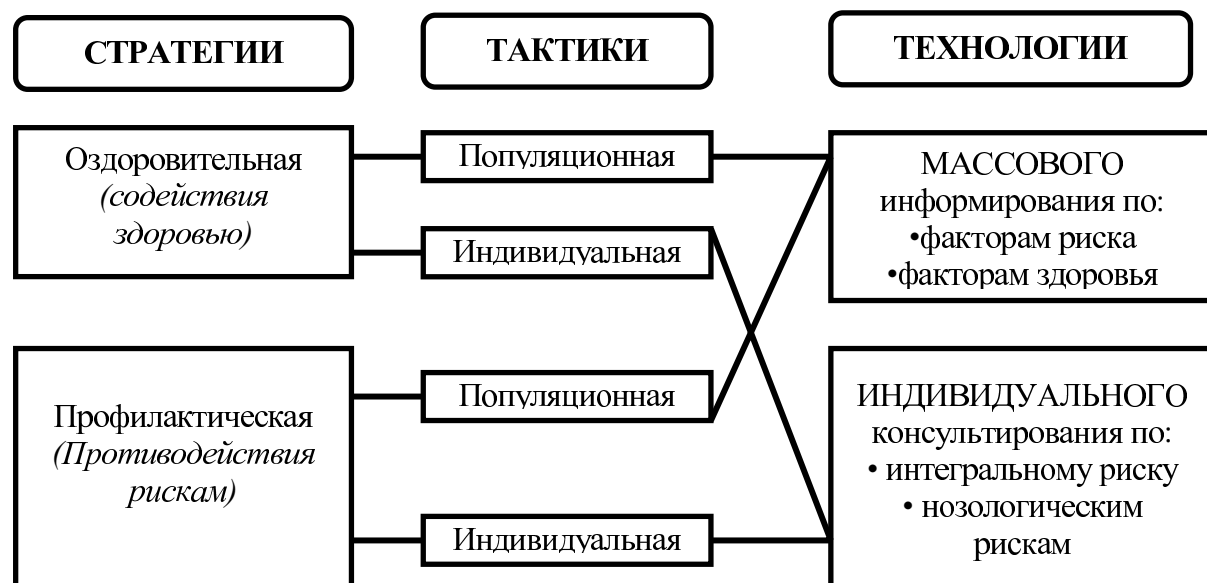 СТРАТЕГИИ
ТАКТИКИ
ТЕХНОЛОГИИ
Оздоровительная
(содействия
здоровью)
Популяционная
Индивидуальная
МАССОВОГО
информирования по:
•факторам риска
•факторам здоровья
Профилактическая
(Противодействия
рискам)
Популяционная
Индивидуальная
ИНДИВИДУАЛЬНОГО
консультирования по:
• интегральному риску
• нозологическим
рискам